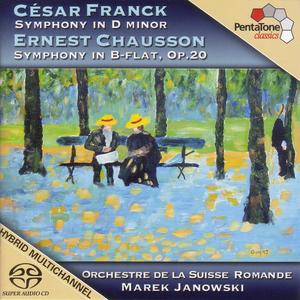 CÉSAR FRANCK
SYMPHONY IN D MINOR
ERNEST CHAUSSON
SYMPHONY IN B-FLAT, OP.20
PentaTone
classics
HYBRID MULTICHANNEL
SUPER AUDIO CD
ORCHESTRE DE LA SUISSE ROMANDE
MAREK JANOWSKI